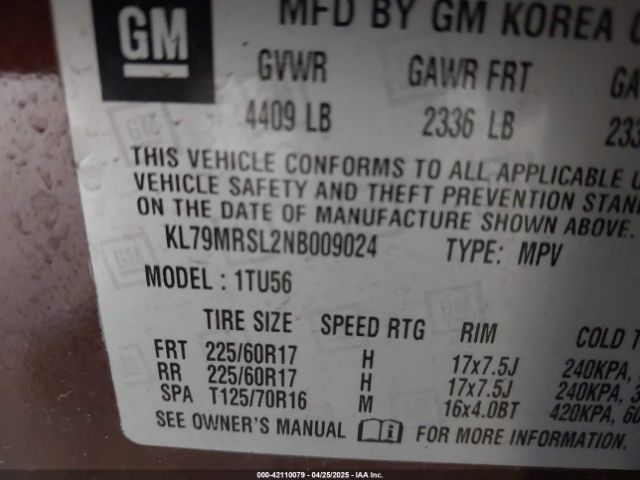 GM
MFD BY GM KOREA
GVWR GAWR FRT
4409 LB 2336 LB
THIS VEHICLE CONFORMS TO ALL APPLICABLE
VEHICLE SAFETY AND THEFT PREVENTION
ON THE DATE OF MANUFACTURE SHOWN ABOVE.
KL79MRSL2NB009024 TYPE: MPV
MODEL : 1TU56
TIRE SIZE SPEED RTG RIM COLD
FRT 225/60R17 H 17x7.5J 240KPA,
RR 225/60R17 H 17x7.5J 240KPA,
SPA T125/70R16 M 16x4.0BT 420KPA,
SEE OWNER'S MANUAL FOR MORE INFORMATION.
000-42110079 - 04/25/2025 - IAA Inc.